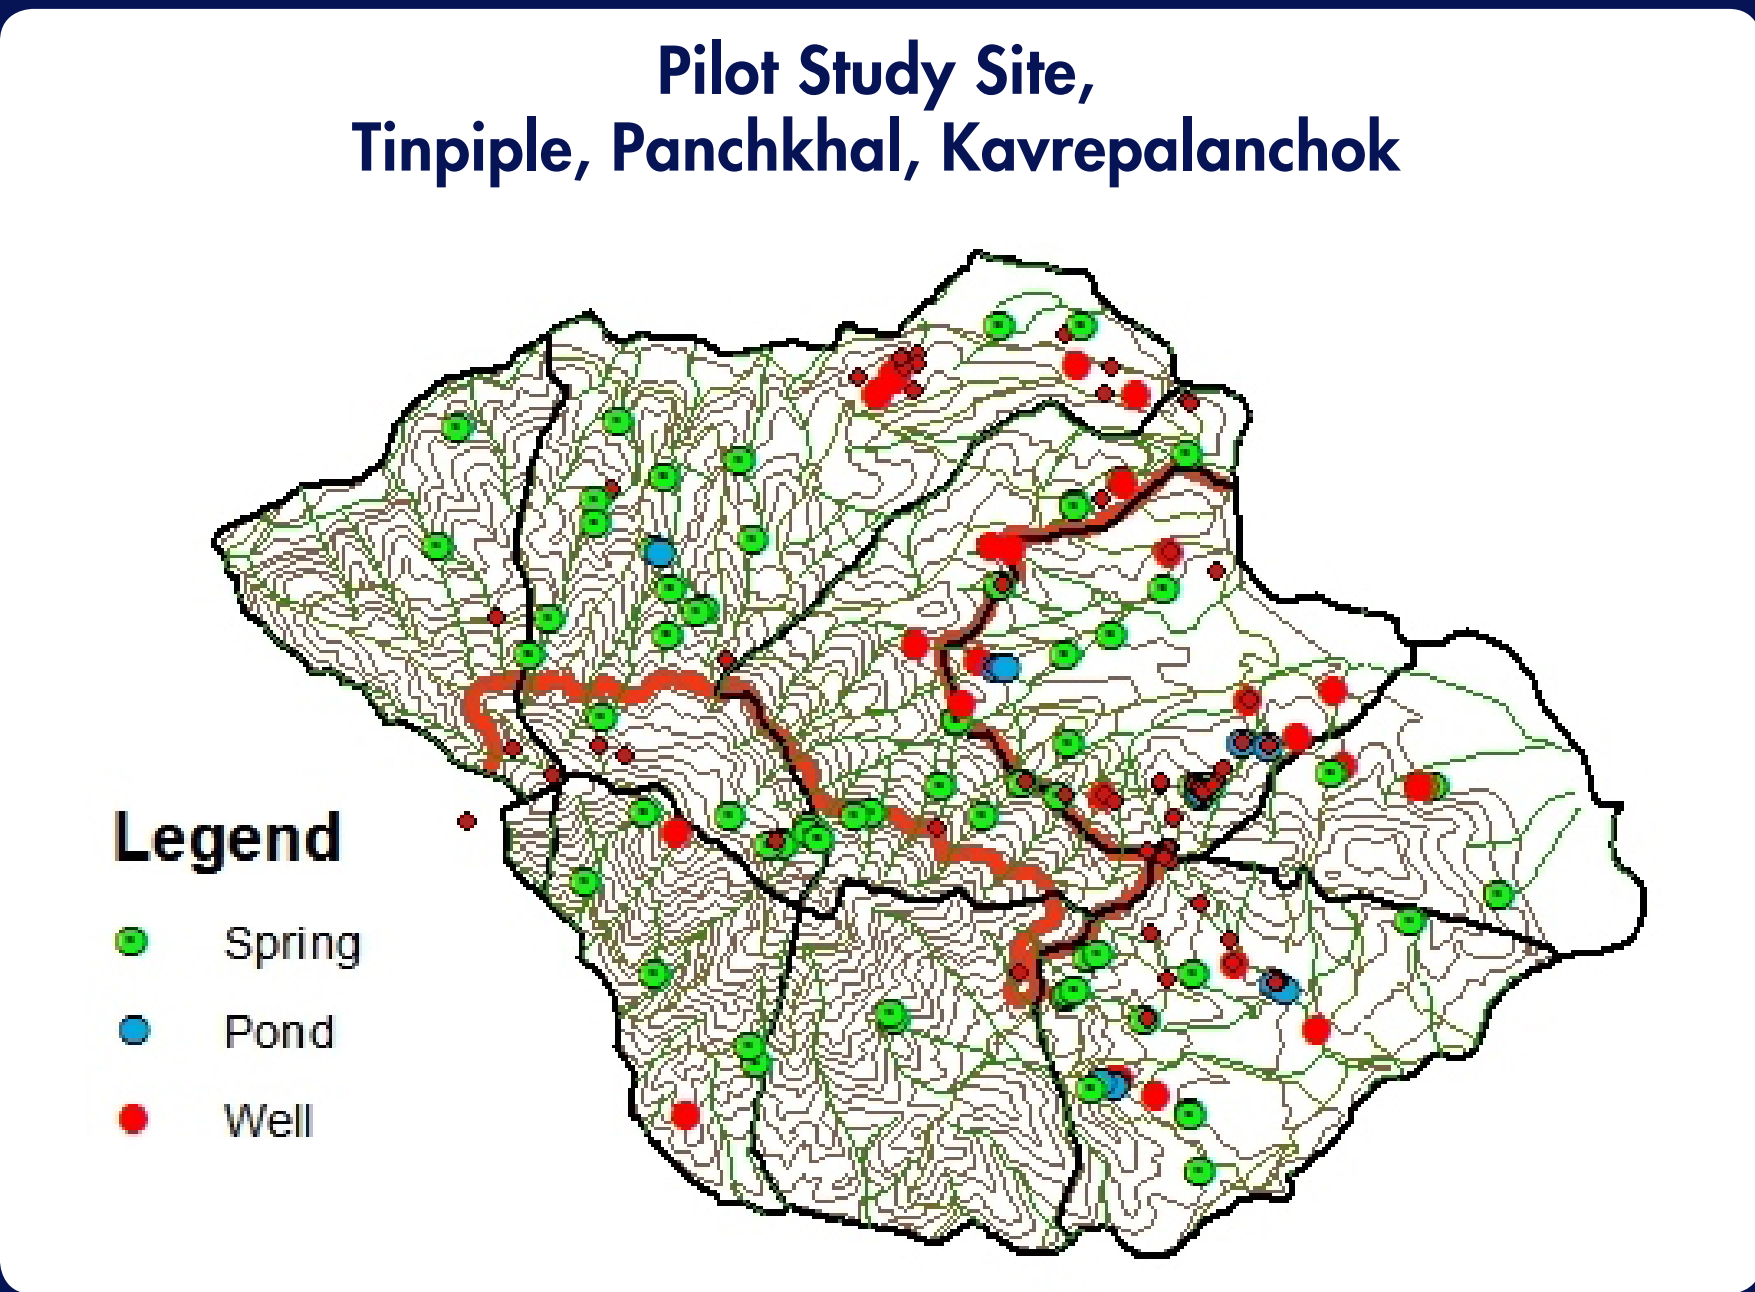 Pilot Study Site,
Tinpiple, Panchkhal, Kavrepalanchok
Legend
Spring
Pond
Well